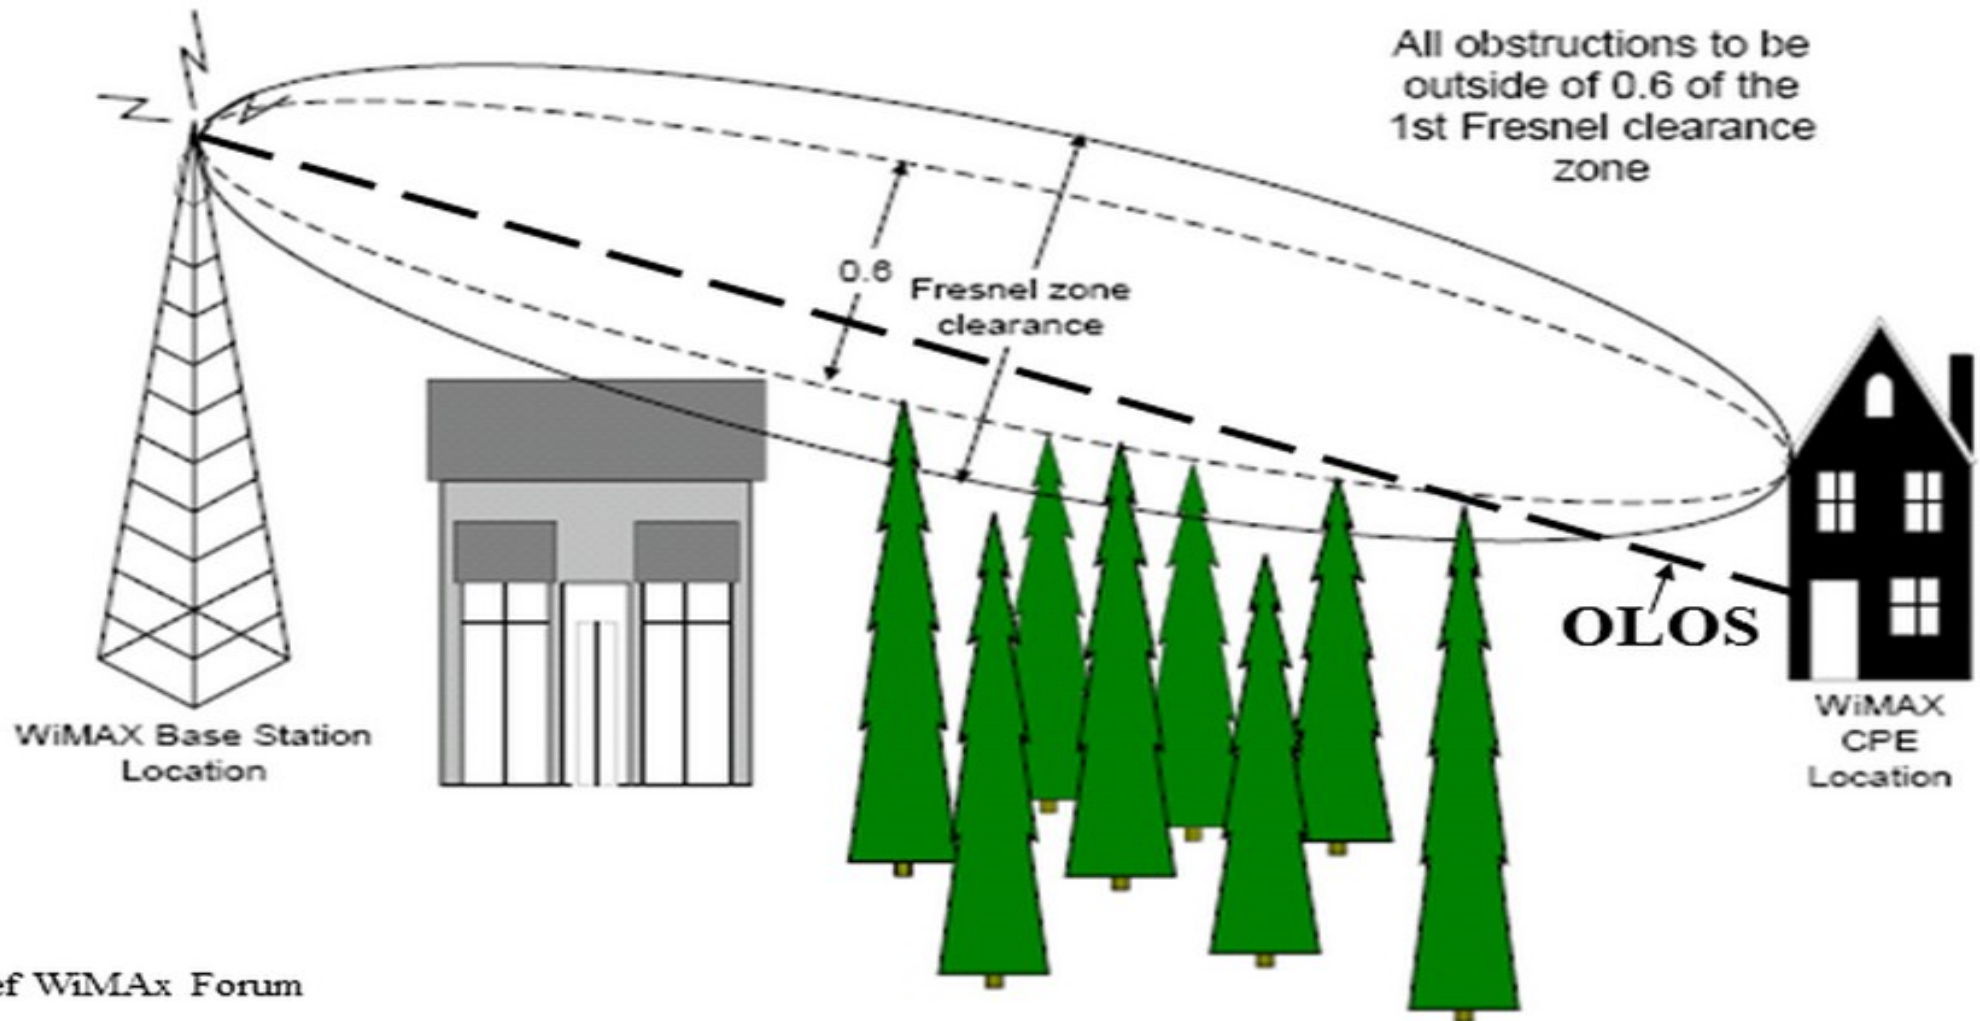 All obstructions to be
outside of 0.6 of the
1st Fresnel clearance
zone
0.6
Fresnel zone
clearance
OLOS
WiMAX Base Station
Location
WiMAX
CPE
Location
ef WiMAx Forum